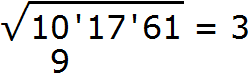 √10'17'61 = 3
9